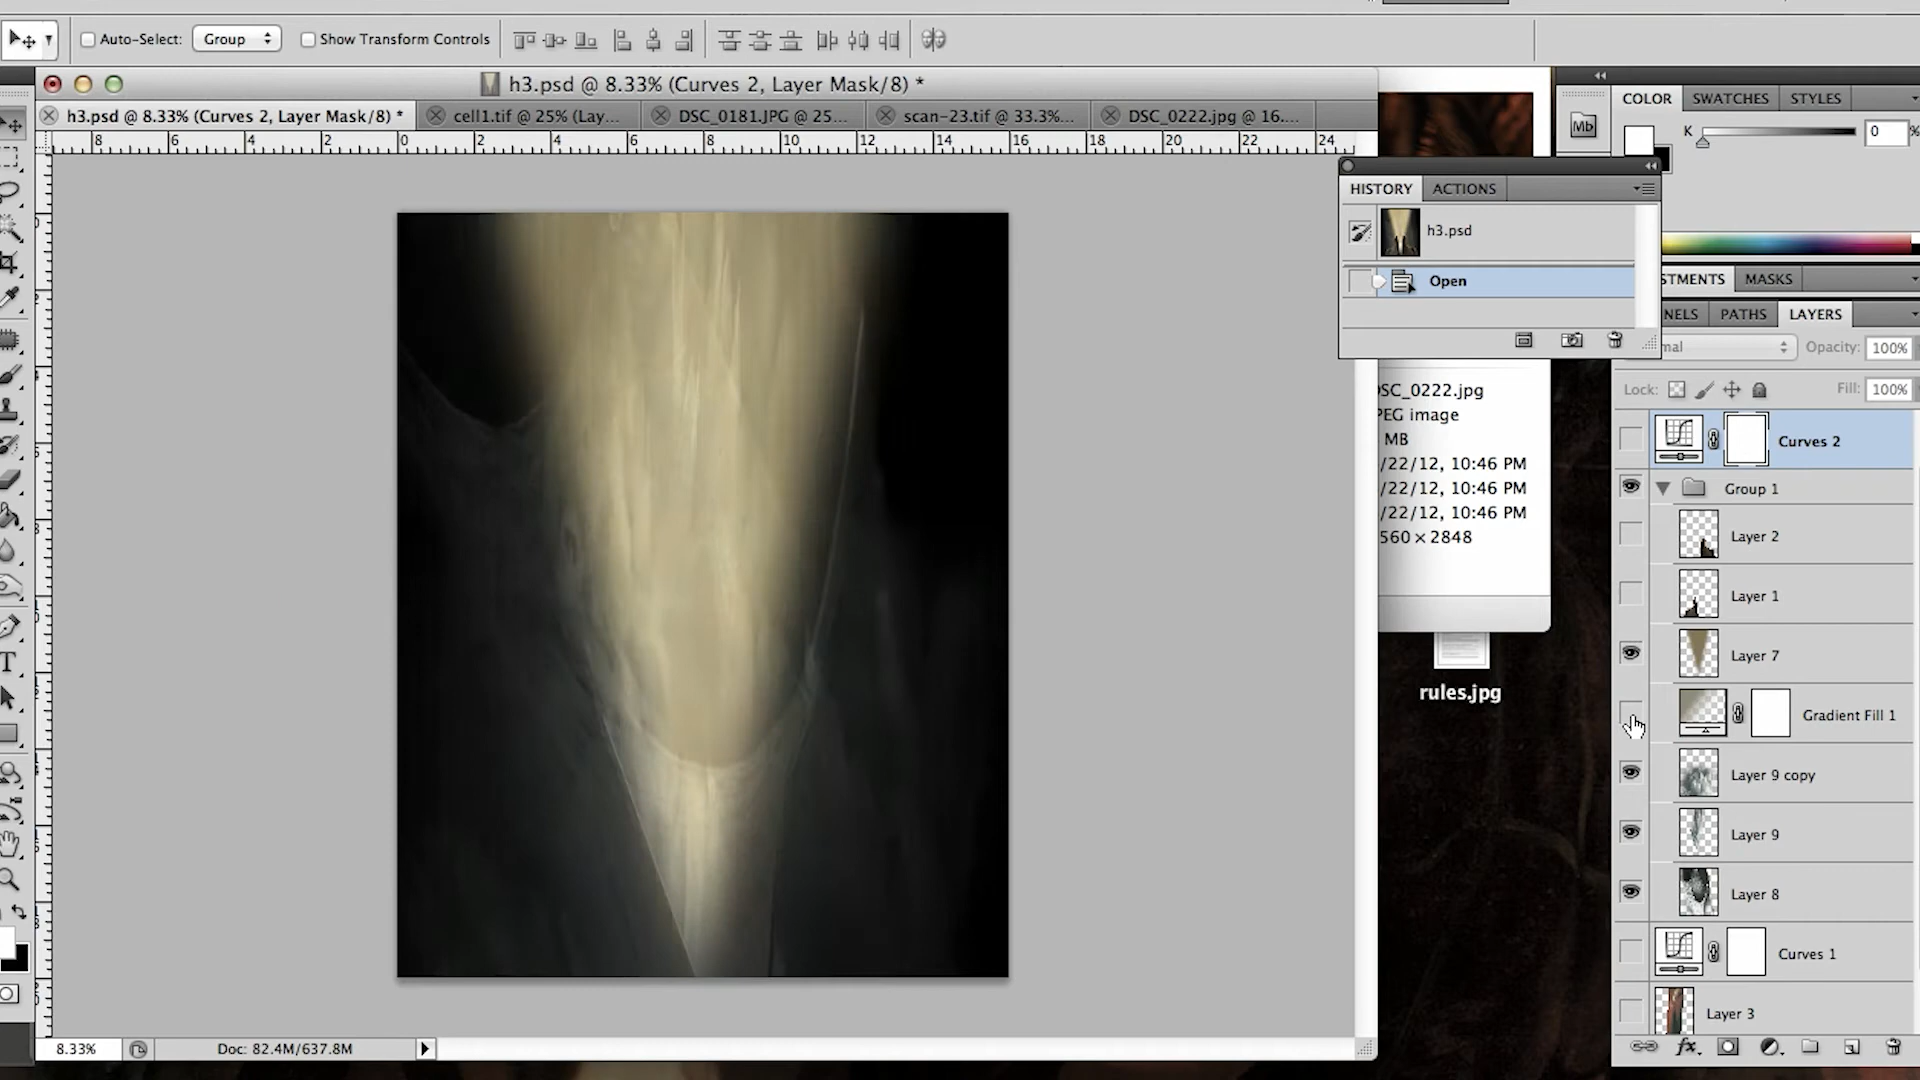 Auto-Select: Group Show Transform Controls
h3.psd @ 8.33% (Curves 2, Layer Mask/8) *
h3.psd @ 8.33% (Curves 2, Layer Mask/8) *
cell1.tif @ 25% (Lay...
DSC_0181.JPG @ 25...
scan-23.tif @ 33.3%...
DSC_0222.jpg @ 16....
8 6 4 2 0 2 4 6 8 10 12 14 16 18 20 22 24 26
Mb
COLOR SWATCHES STYLES
K 0 %
HISTORY ACTIONS
h3.psd
Open
STMENTS MASKS
NELS PATHS LAYERS
mal Opacity: 100%
Lock: Fill: 100%
DSC_0222.jpg
PEG image
MB
/22/12, 10:46 PM
/22/12, 10:46 PM
/22/12, 10:46 PM
560 × 2848
rules.jpg
Curves 2
Group 1
Layer 2
Layer 1
Layer 7
Gradient Fill 1
Layer 9 copy
Layer 9
Layer 8
Curves 1
Layer 3
fx
T
8.33% Doc: 82.4M/637.8M